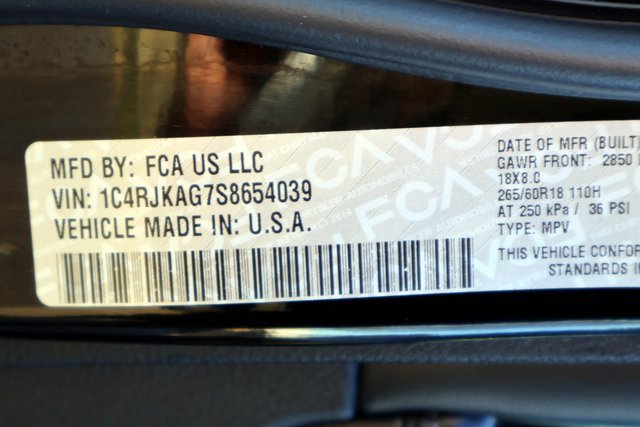 MFD BY: FCA US LLC
VIN: 1C4RJKAG7S8654039
VEHICLE MADE IN: U.S.A.
DATE OF MFR (BUILT)
GAWR FRONT: 2850
18X8.0
265/60R18 110H
AT 250 kPa / 36 PSI
TYPE: MPV
THIS VEHICLE CONFOR
STANDARDS IN